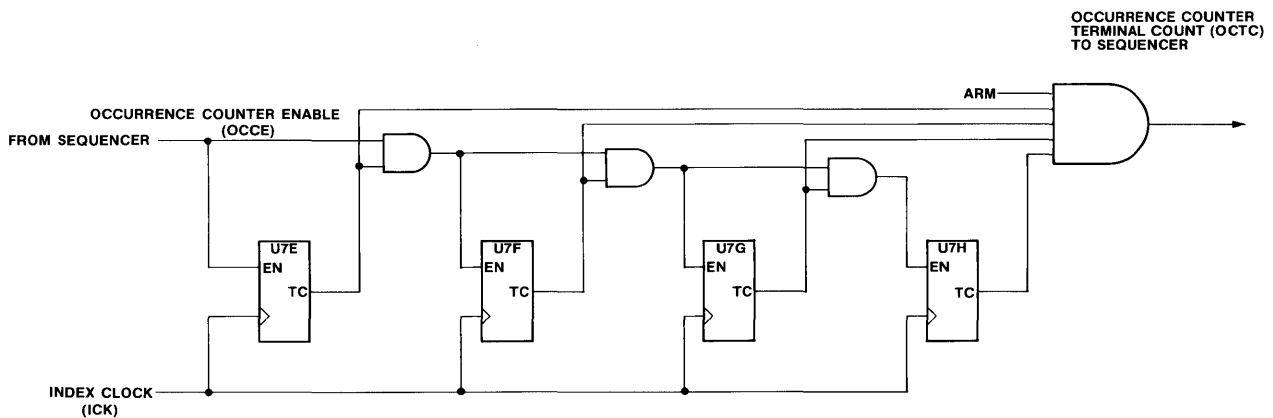 OCCURRENCE COUNTER
TERMINAL COUNT (OCTC)
TO SEQUENCER
ARM
OCCURRENCE COUNTER ENABLE
(OCCE)
FROM SEQUENCER
U7E
EN
TC
U7F
EN
TC
U7G
EN
TC
U7H
EN
TC
INDEX CLOCK
(ICK)